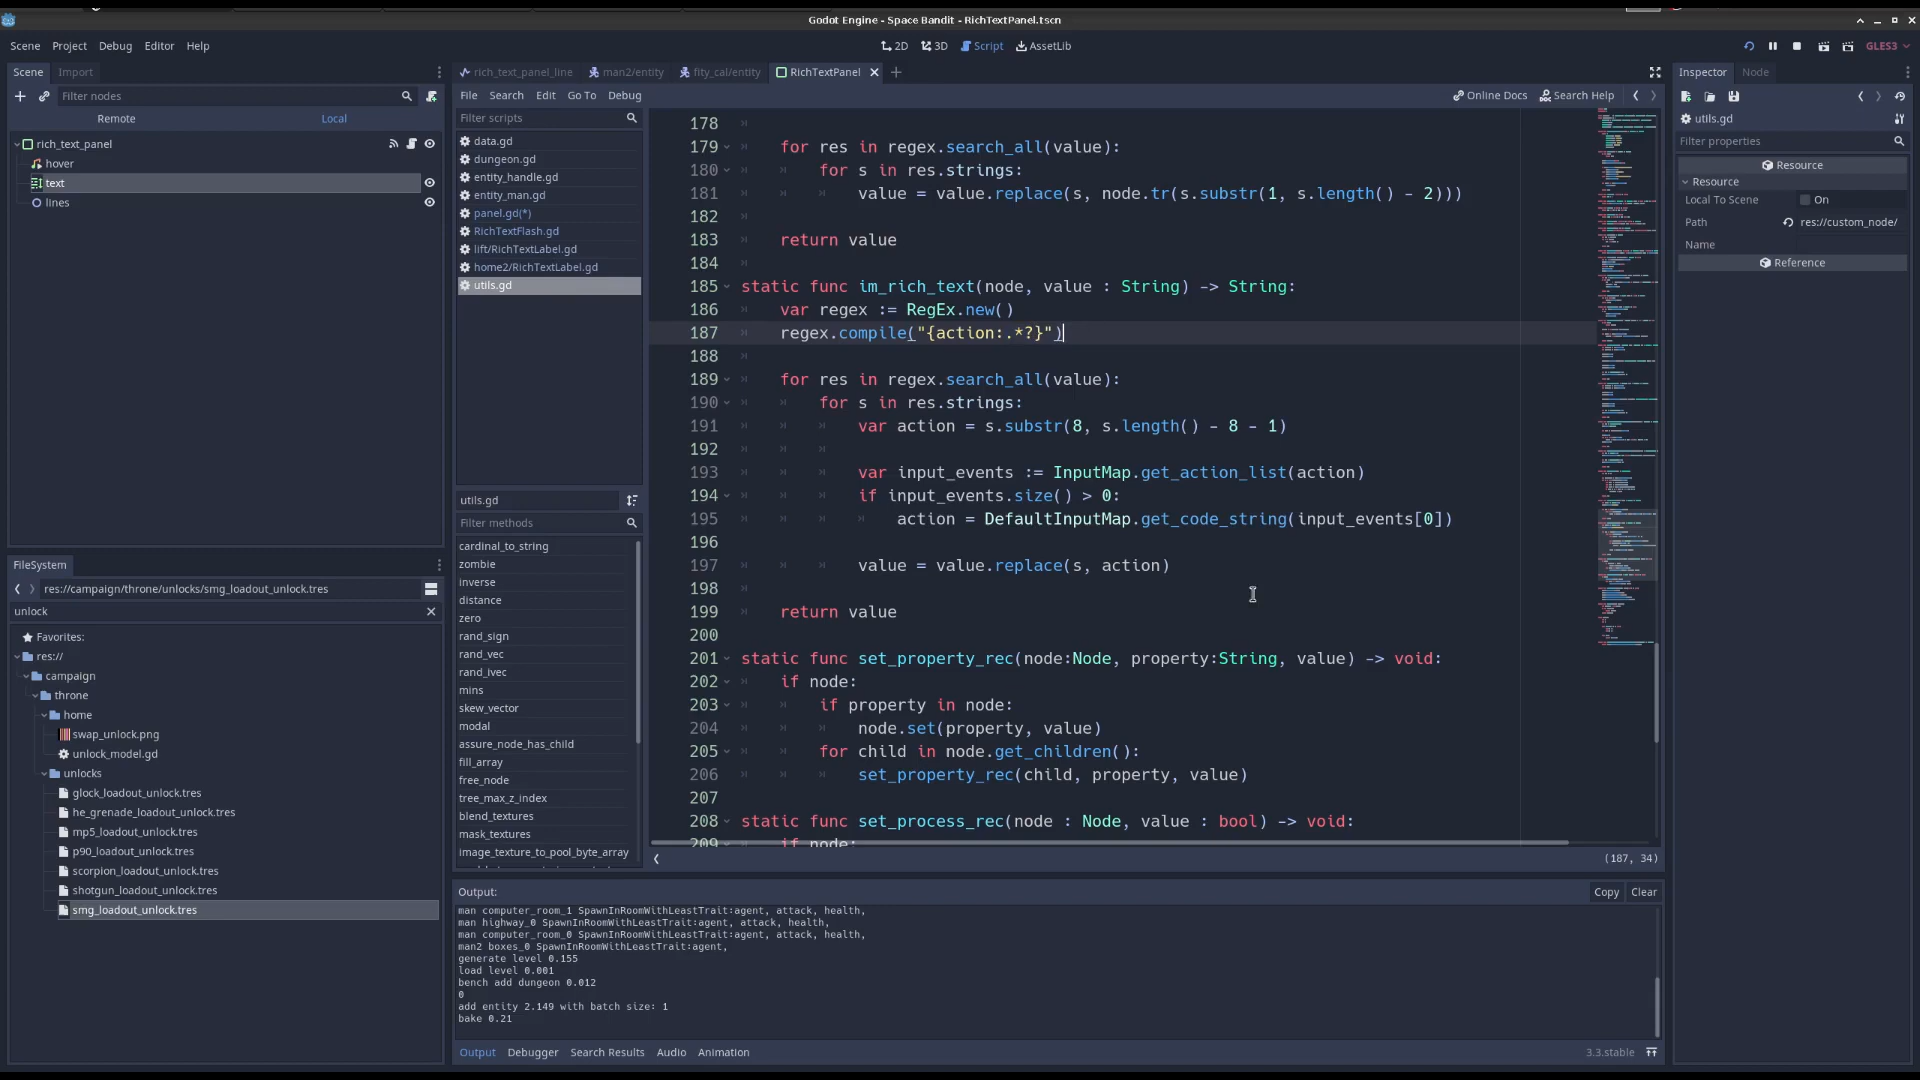 Godot Engine - Space Bandit - RichTextPanel.tscn
Scene Project Debug Editor Help
2D 3D Script AssetLib
GLES3
Scene Import
Filter nodes
Remote Local
rich_text_panel
hover
text
lines
FileSystem
res://campaign/throne/unlocks/smg_loadout_unlock.tres
unlock
Favorites:
res://
campaign
throne
home
swap_unlock.png
unlock_model.gd
unlocks
glock_loadout_unlock.tres
he_grenade_loadout_unlock.tres
mp5_loadout_unlock.tres
p90_loadout_unlock.tres
scorpion_loadout_unlock.tres
shotgun_loadout_unlock.tres
smg_loadout_unlock.tres
rich_text_panel_line man2/entity fity_cal/entity RichTextPanel
File Search Edit Go To Debug
Online Docs Search Help
Filter scripts
data.gd
dungeon.gd
entity_handle.gd
entity_man.gd
panel.gd(*)
RichTextFlash.gd
lift/RichTextLabel.gd
home2/RichTextLabel.gd
utils.gd
utils.gd
Filter methods
cardinal_to_string
zombie
inverse
distance
zero
rand_sign
rand_vec
rand_ivec
mins
skew_vector
modal
assure_node_has_child
fill_array
free_node
tree_max_z_index
blend_textures
mask_textures
image_texture_to_pool_byte_array
178
179 for res in regex.search_all(value):
180 for s in res.strings:
181 value = value.replace(s, node.tr(s.substr(1, s.length() - 2)))
182
183 return value
184
185 static func im_rich_text(node, value : String) -> String:
186 var regex := RegEx.new()
187 regex.compile("{action:.*?}")
188
189 for res in regex.search_all(value):
190 for s in res.strings:
191 var action = s.substr(8, s.length() - 8 - 1)
192
193 var input_events := InputMap.get_action_list(action)
194 if input_events.size() > 0:
195 action = DefaultInputMap.get_code_string(input_events[0])
196
197 value = value.replace(s, action)
198
199 return value
200
201 static func set_property_rec(node:Node, property:String, value) -> void:
202 if node:
203 if property in node:
204 node.set(property, value)
205 for child in node.get_children():
206 set_property_rec(child, property, value)
207
208 static func set_process_rec(node : Node, value : bool) -> void:
209 if node:
(187, 34)
Output:
Copy Clear
man computer_room_1 SpawnInRoomWithLeastTrait:agent, attack, health,
man highway_0 SpawnInRoomWithLeastTrait:agent, attack, health,
man computer_room_0 SpawnInRoomWithLeastTrait:agent, attack, health,
man2 boxes_0 SpawnInRoomWithLeastTrait:agent,
generate level 0.155
load level 0.001
bench add dungeon 0.012
0
add entity 2.149 with batch size: 1
bake 0.21
Output Debugger Search Results Audio Animation
3.3.stable
Inspector Node
utils.gd
Filter properties
Resource
Resource
Local To Scene On
Path res://custom_node/
Name
Reference